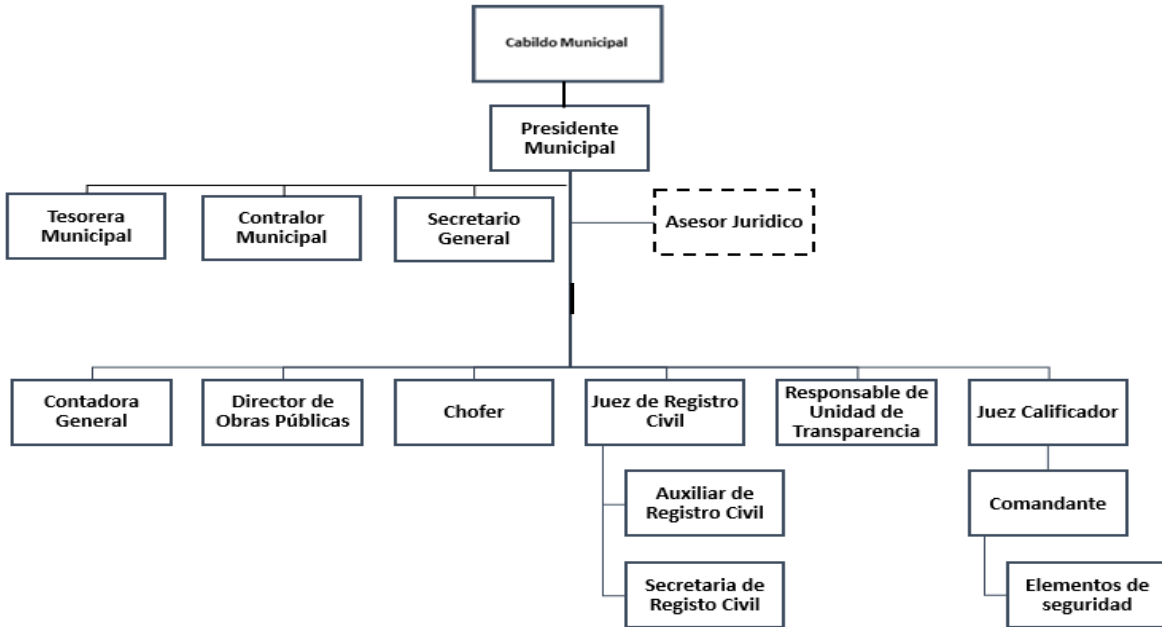 Cabildo Municipal
Presidente
Municipal
Tesorera
Municipal
Contralor
Municipal
Secretario
General
Asesor Juridico
Contadora
General
Director de
Obras Públicas
Chofer
Juez de Registro
Civil
Responsable de
Unidad de
Transparencia
Juez Calificador
Auxiliar de
Registro Civil
Comandante
Secretaria de
Registo Civil
Elementos de
seguridad